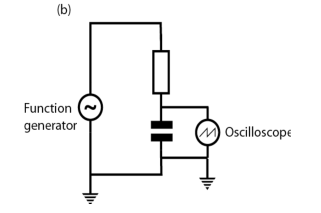 (b)
Function
generator
Oscilloscope